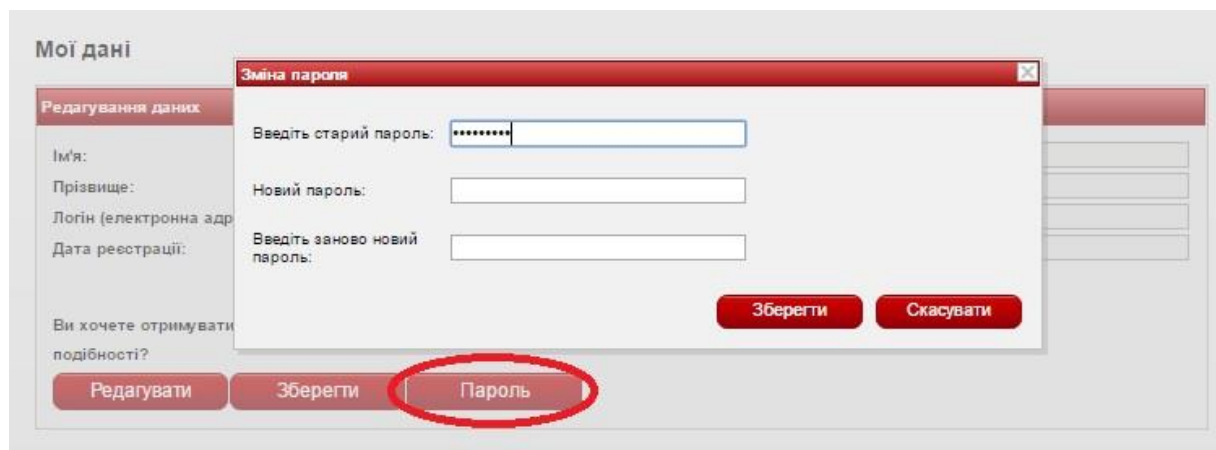 Мої дані
Зміна пароля
Редагування даних
Введіть старий пароль: •••••••••
Ім'я:
Прізвище:
Новий пароль:
Логін (електронна адр
Введіть заново новий
пароль:
Дата реєстрації:
Зберегти Скасувати
Ви хочете отримувати
подібності?
Редагувати Зберегти Пароль